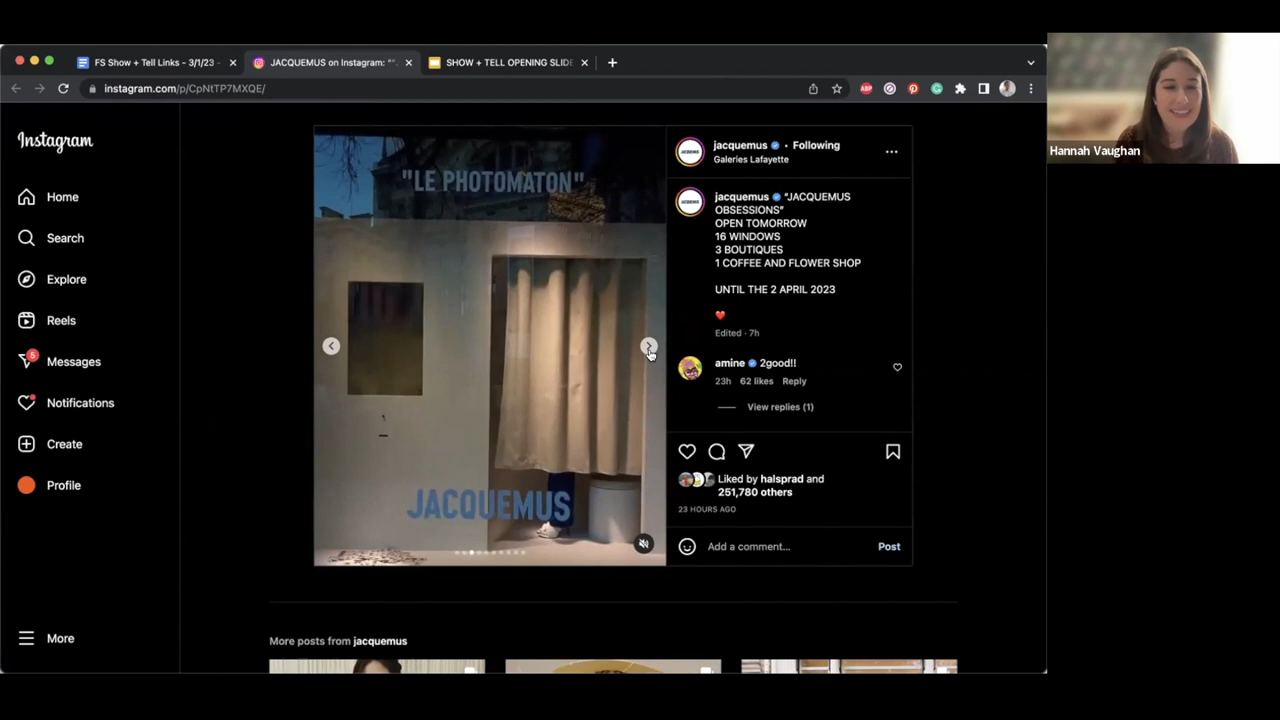 FS Show + Tell Links - 3/1/23 -
JACQUEMUS on Instagram: "“
SHOW + TELL OPENING SLIDE
instagram.com/p/CpNtTP7MXQE/
ABP
Hannah Vaughan
Instagram
Home
Search
Explore
Reels
5
Messages
Notifications
Create
Profile
More
"LE PHOTOMATON"
JACQUEMUS
jacquemus • Following
Galeries Lafayette
jacquemus “JACQUEMUS
OBSESSIONS”
OPEN TOMORROW
16 WINDOWS
3 BOUTIQUES
1 COFFEE AND FLOWER SHOP
UNTIL THE 2 APRIL 2023
❤️
Edited · 7h
amine 2good!!
23h 62 likes Reply
View replies (1)
Liked by halsprad and
251,780 others
23 HOURS AGO
Add a comment...
Post
More posts from jacquemus